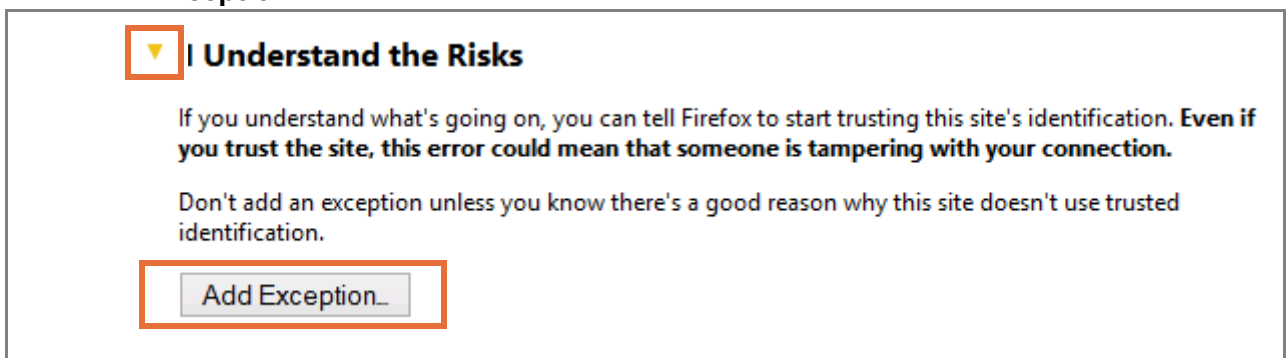 I Understand the Risks
If you understand what's going on, you can tell Firefox to start trusting this site's identification. Even if
you trust the site, this error could mean that someone is tampering with your connection.
Don't add an exception unless you know there's a good reason why this site doesn't use trusted
identification.
Add Exception...